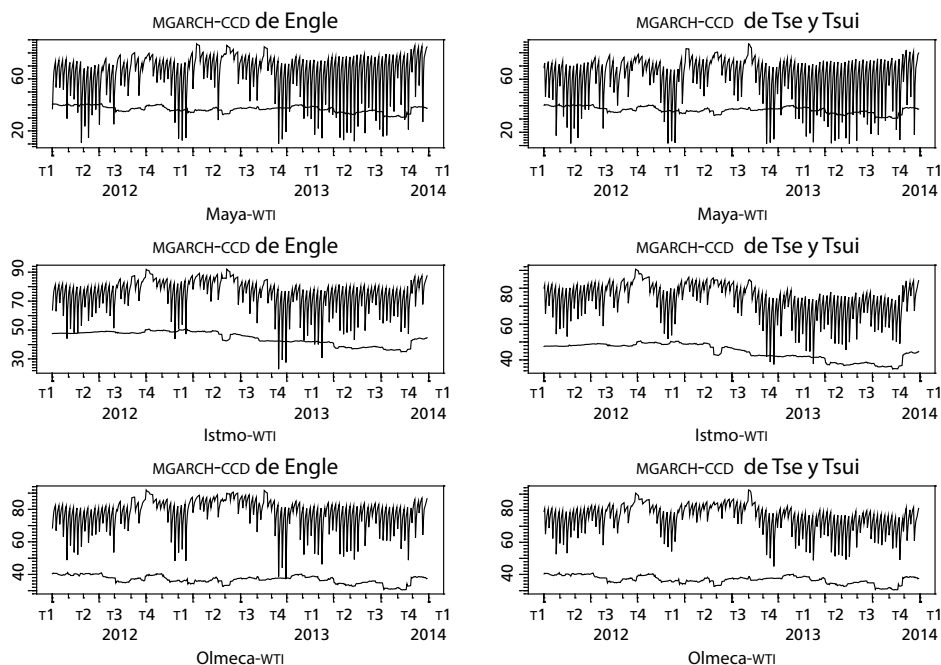 MGARCH-CCD de Engle
60
20
T1 T2 T3 T4 T1 T2 T3 T4 T1
2012 2013 2014
Maya-WTI
MGARCH-CCD de Tse y Tsui
60
20
T1 T2 T3 T4 T1 T2 T3 T4 T1
2012 2013 2014
Maya-WTI
MGARCH-CCD de Engle
90
70
50
30
T1 T2 T3 T4 T1 T2 T3 T4 T1
2012 2013 2014
Istmo-WTI
MGARCH-CCD de Tse y Tsui
80
60
40
T1 T2 T3 T4 T1 T2 T3 T4 T1
2012 2013 2014
Istmo-WTI
MGARCH-CCD de Engle
80
60
40
T1 T2 T3 T4 T1 T2 T3 T4 T1
2012 2013 2014
Olmeca-WTI
MGARCH-CCD de Tse y Tsui
80
60
40
T1 T2 T3 T4 T1 T2 T3 T4 T1
2012 2013 2014
Olmeca-WTI